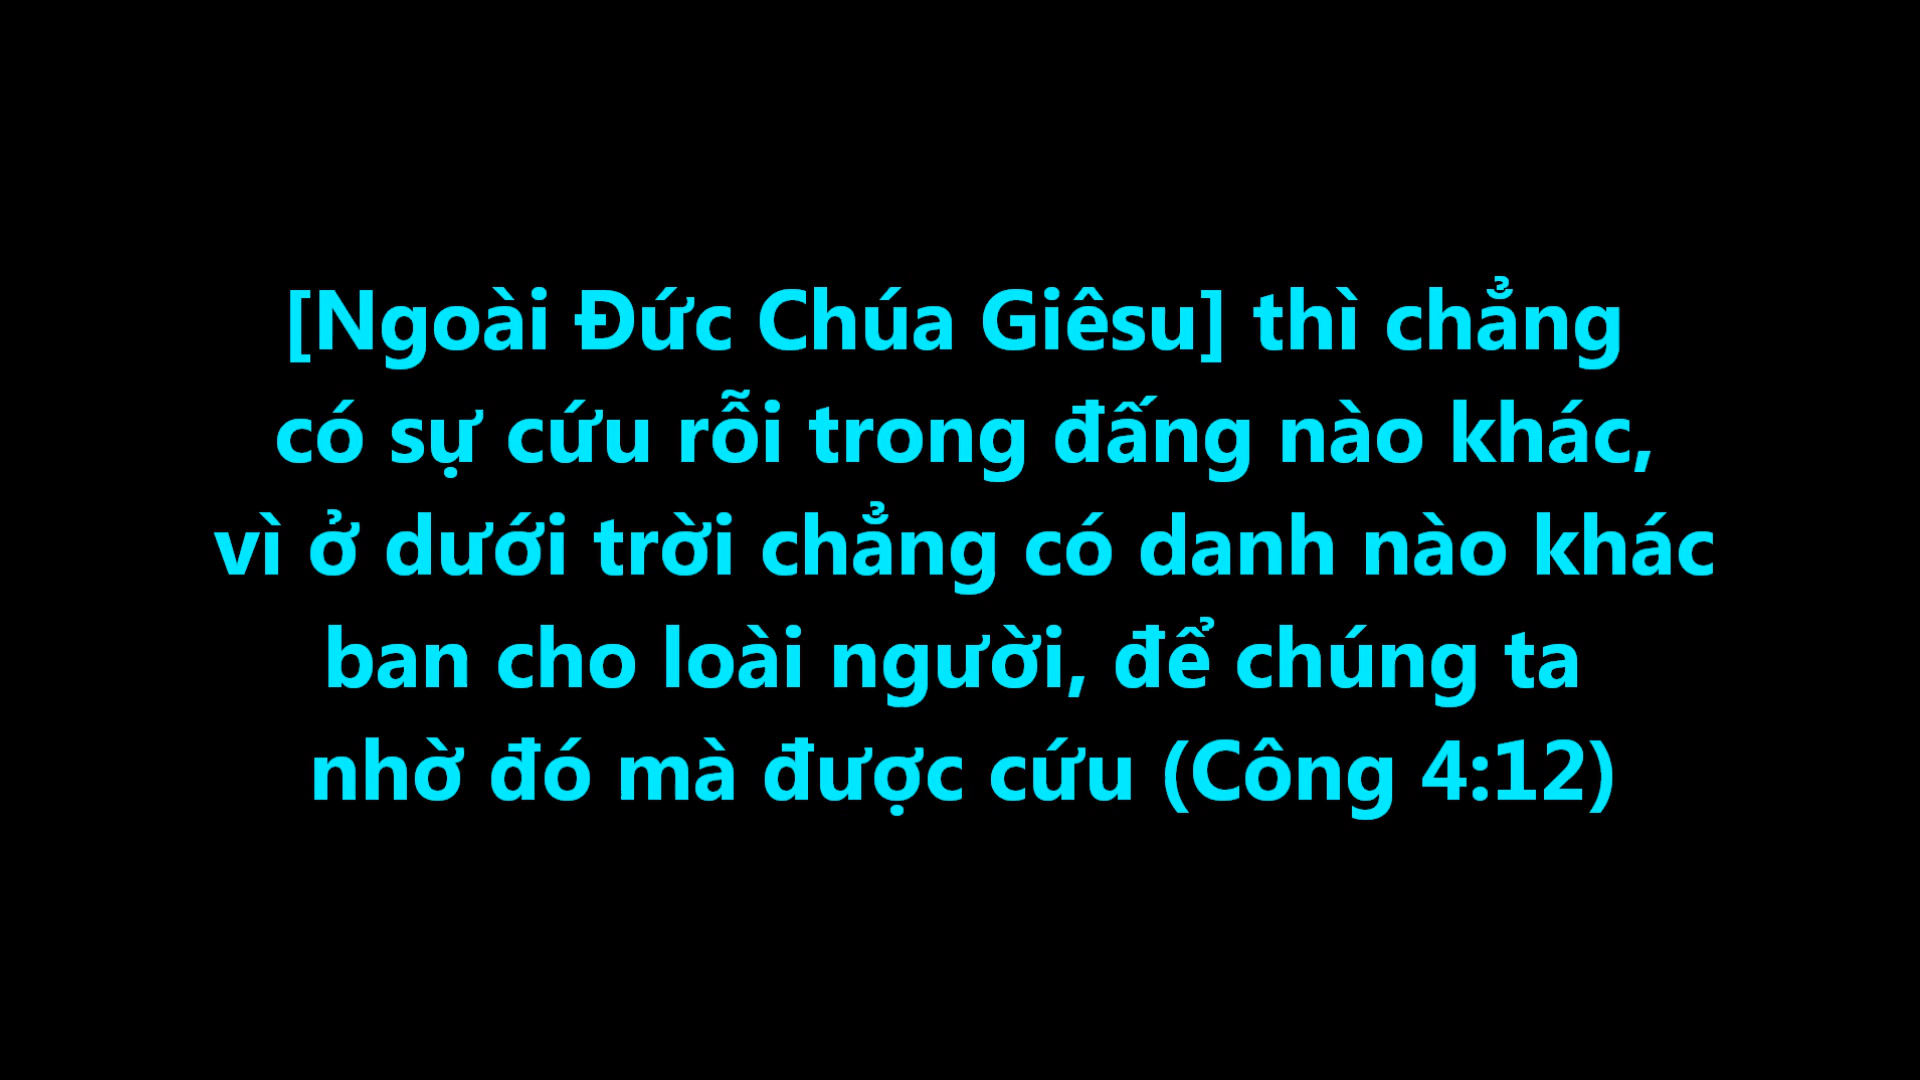 [Ngoài Đức Chúa Giêsu] thì chẳng
có sự cứu rỗi trong đấng nào khác,
vì ở dưới trời chẳng có danh nào khác
ban cho loài người, để chúng ta
nhờ đó mà được cứu (Công 4:12)